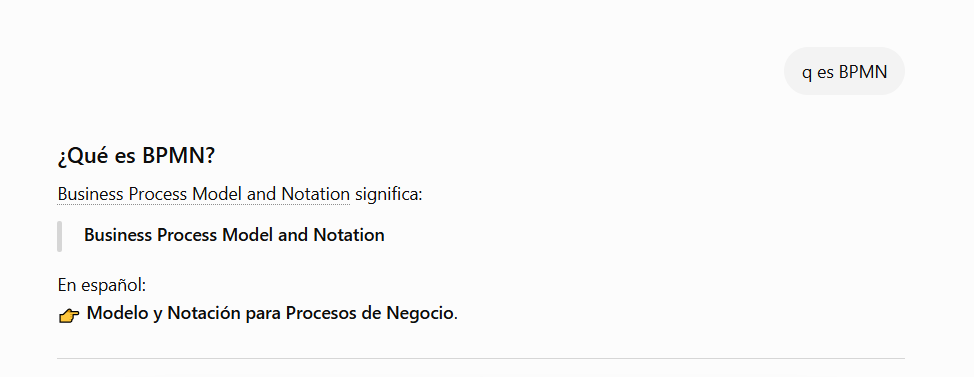 q es BPMN
¿Qué es BPMN?
Business Process Model and Notation significa:
Business Process Model and Notation
En español:
👉 Modelo y Notación para Procesos de Negocio.